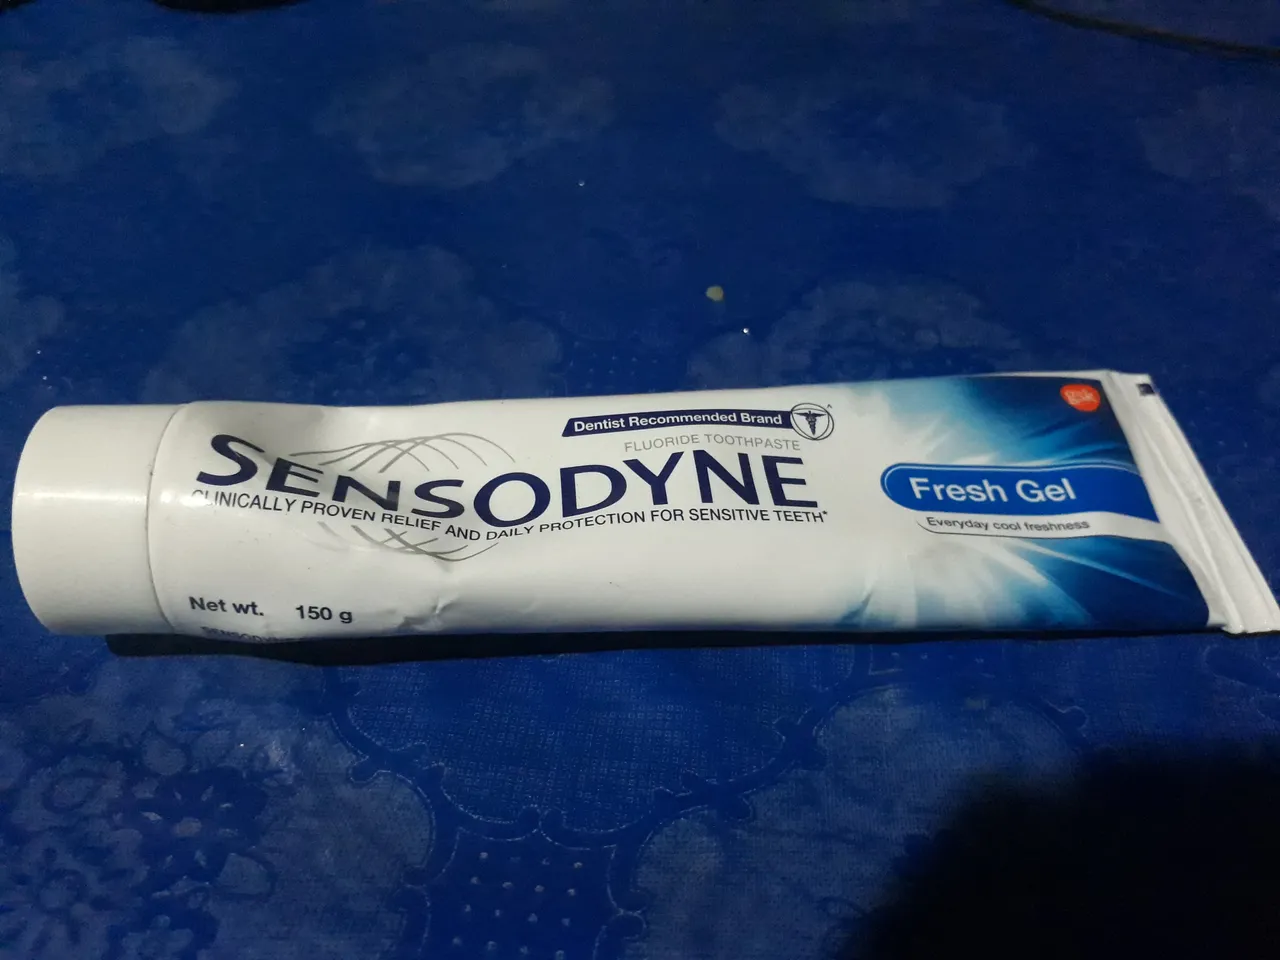 Dentist Recommended Brand
FLUORIDE TOOTHPASTE
SENSODYNE
CLINICALLY PROVEN RELIEF AND DAILY PROTECTION FOR SENSITIVE TEETH*
Net wt. 150 g
gsk
Fresh Gel
Everyday cool freshness